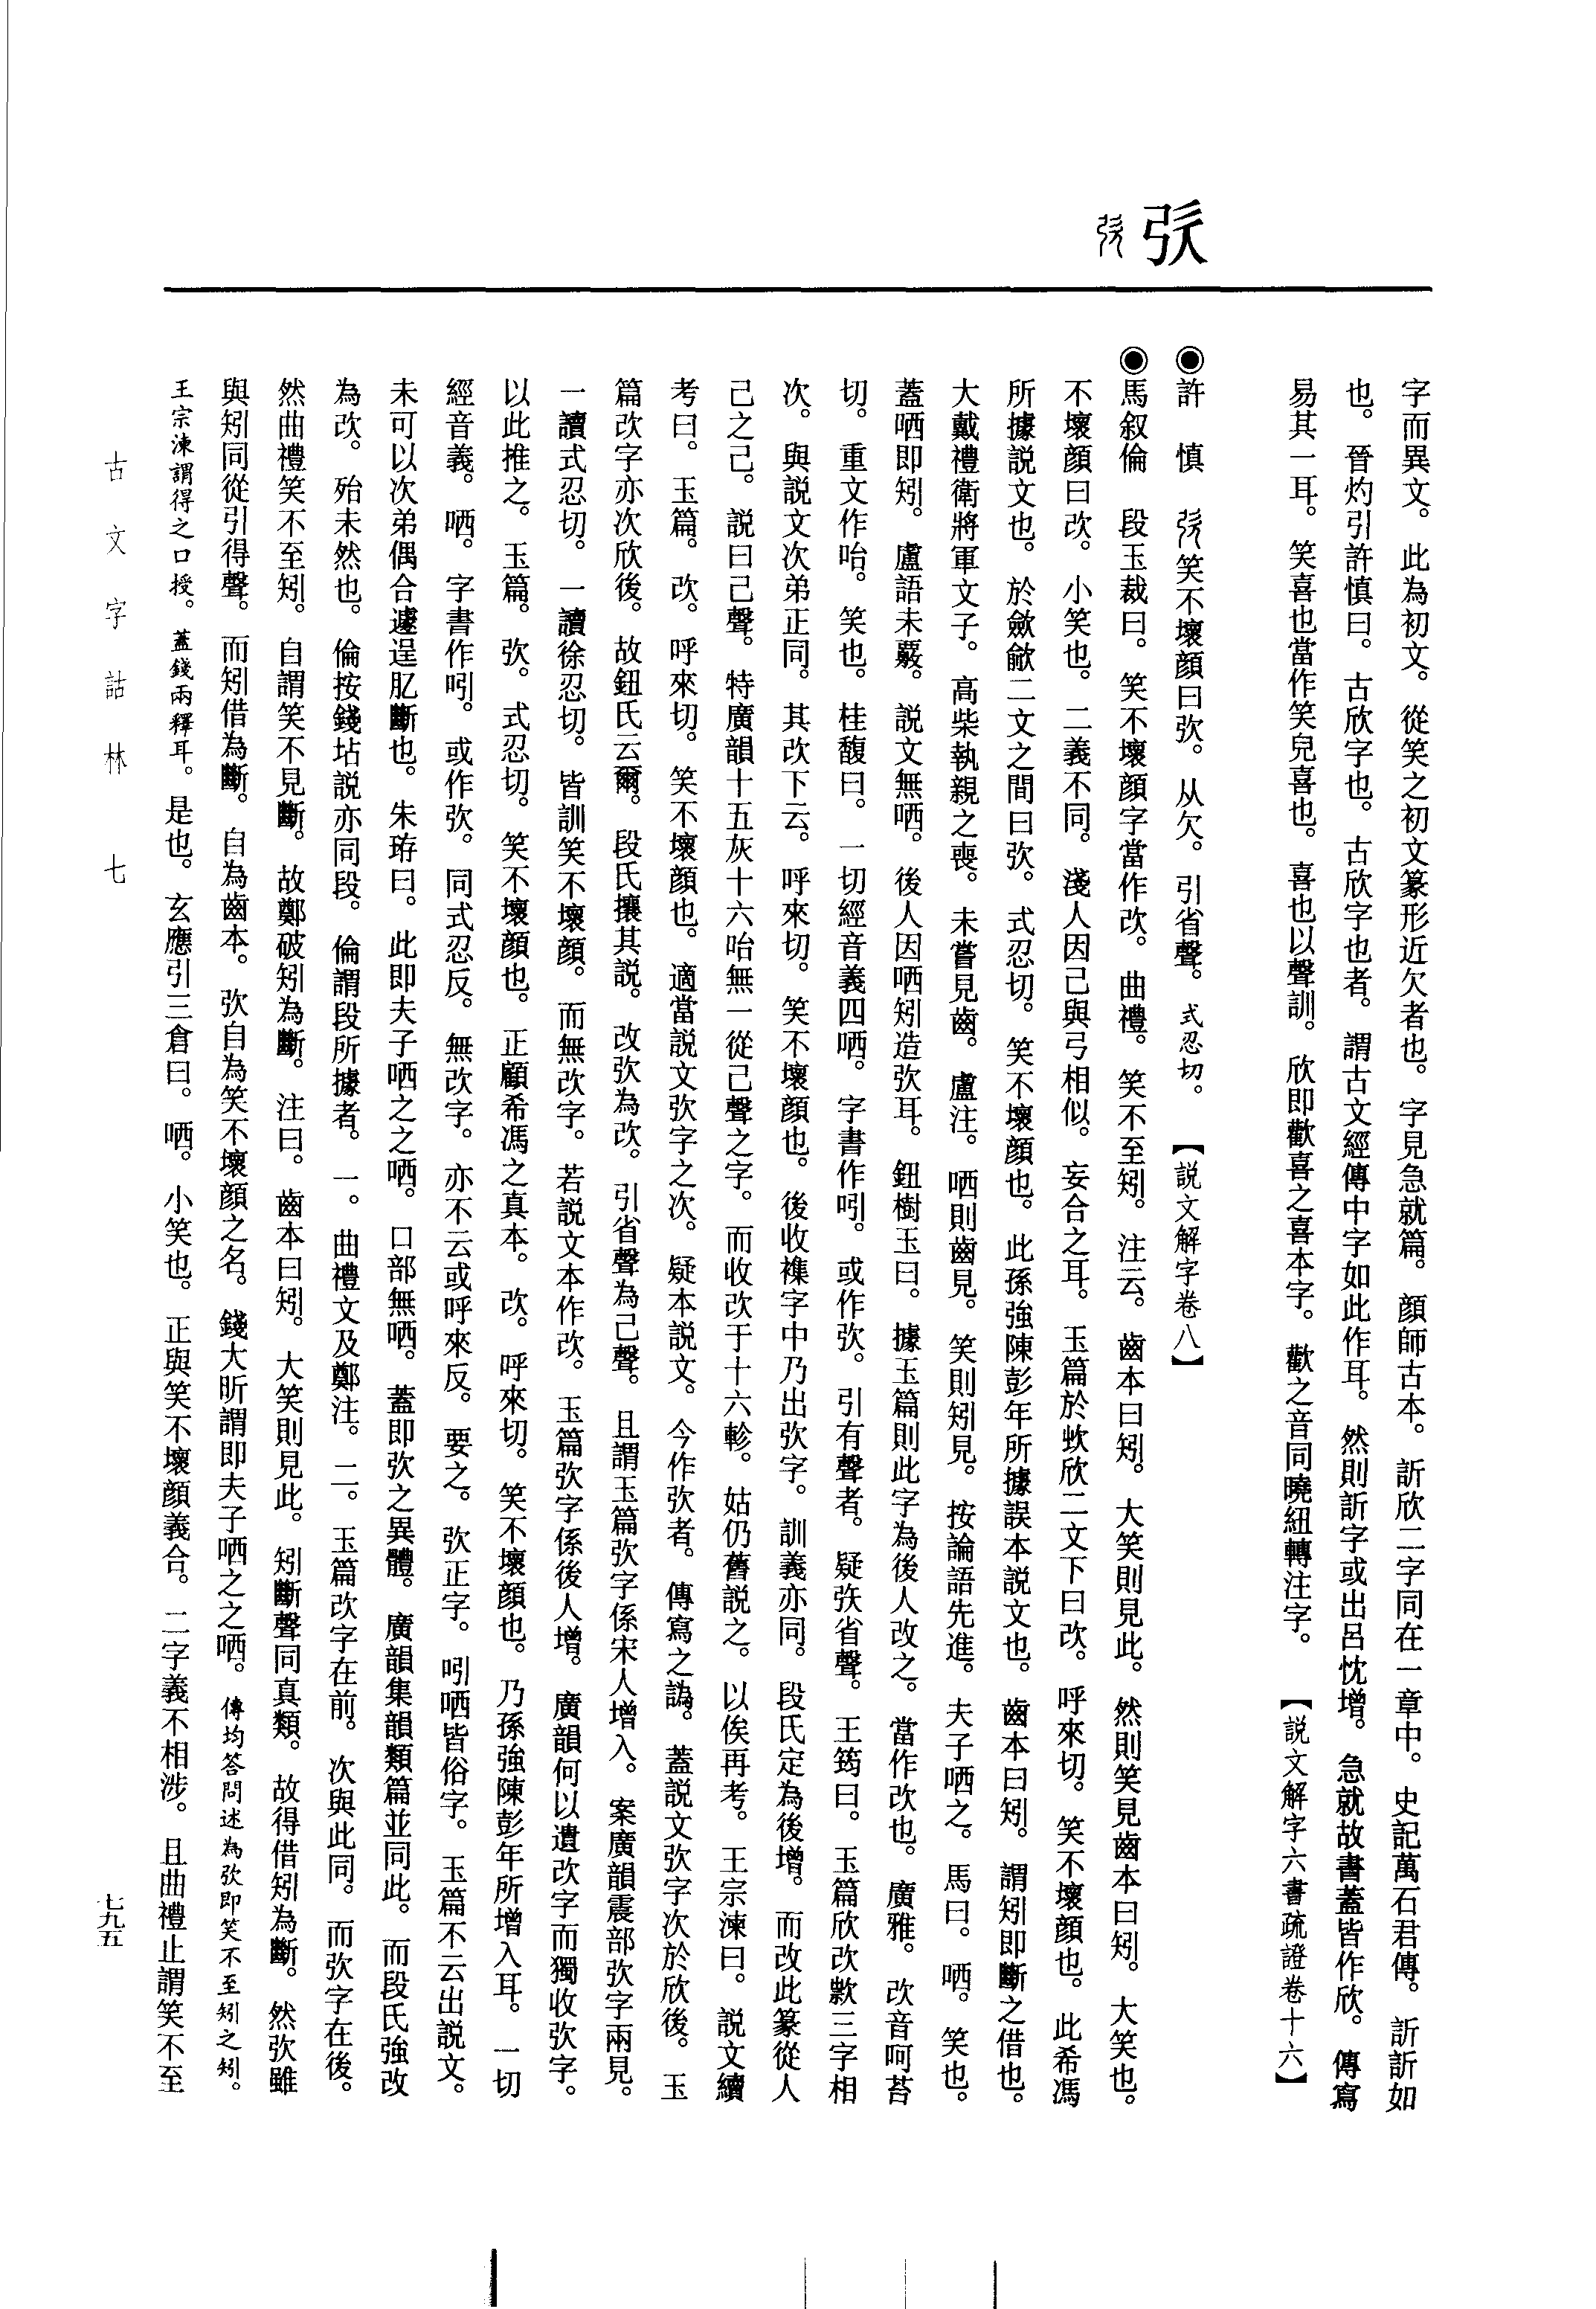 弞
字而異文。此為初文。從笑之初文篆形近欠者也。字見急就篇。顏師古本。訢欣二字同在一章中。史記萬石君傳。訢訢如
也。晉灼引許慎曰。古欣字也。古欣字也者。謂古文經傳中字如此作耳。然則訢字或出呂忱增。急就故書蓋皆作欣。傳寫
易其一耳。笑喜也當作笑皃喜也。喜也以聲訓。欣即歡喜之喜本字。歡之音同曉紐轉注字。【説文解字六書疏證卷十六】
◉許　慎　笑不壞顏曰弞。从欠。引省聲。式忍切。【説文解字卷八】
◉馬叙倫　段玉裁曰。笑不壞顏字當作㰧。曲禮。笑不至矧。注云。齒本曰矧。大笑則見此。然則笑見齒本曰矧。大笑也。
不壞顏曰㰧。小笑也。二義不同。淺人因己與弓相似。妄合之耳。玉篇於㰦欣二文下曰㰧。呼來切。笑不壞顏也。此希馮
所據説文也。於歛㱃二文之間曰弞。式忍切。笑不壞顏也。此孫強陳彭年所據誤本説文也。齒本曰矧。謂矧即齗之借也。
大戴禮衛將軍文子。高柴執親之喪。未嘗見齒。盧注。哂則齒見。笑則矧見。按論語先進。夫子哂之。馬曰。哂。笑也。
蓋哂即矧。盧語未覈。説文無哂。後人因哂矧造弞耳。鈕樹玉曰。據玉篇則此字為後人改之。當作㰧也。廣雅。㰧音呵苔
切。重文作咍。笑也。桂馥曰。一切經音義四哂。字書作吲。或作弞。引有聲者。疑矤省聲。王筠曰。玉篇欣㰧㱁三字相
次。與説文次弟正同。其㰧下云。呼來切。笑不壞顏也。後收襍字中乃出弞字。訓義亦同。段氏定為後增。而改此篆從人
己之己。説曰己聲。特廣韻十五灰十六咍無一從己聲之字。而收㰧于十六軫。姑仍舊説之。以俟再考。王宗涑曰。説文續
考曰。玉篇。㰧。呼來切。笑不壞顏也。適當説文弞字之次。疑本説文。今作弞者。傳寫之譌。蓋説文弞字次於欣後。玉
篇㰧字亦次欣後。故鈕氏云爾。段氏攘其説。改弞為㰧。引省聲為己聲。且謂玉篇弞字係宋人增入。案廣韻震部弞字兩見。
一讀式忍切。一讀徐忍切。皆訓笑不壞顏。而無㰧字。若説文本作㰧。玉篇弞字係後人增。廣韻何以遺㰧字而獨收弞字。
以此推之。玉篇。弞。式忍切。笑不壞顏也。正顧希馮之真本。㰧。呼來切。笑不壞顏也。乃孫強陳彭年所增入耳。一切
經音義。哂。字書作吲。或作弞。同式忍反。無㰧字。亦不云或呼來反。要之。弞正字。吲哂皆俗字。玉篇不云出説文。
未可以次弟偶合遽逞肊斷也。朱珔曰。此即夫子哂之之哂。口部無哂。蓋即弞之異體。廣韻集韻類篇並同此。而段氏強改
為㰧。殆未然也。倫按錢坫説亦同段。倫謂段所據者。一。曲禮文及鄭注。二。玉篇㰧字在前。次與此同。而弞字在後。
然曲禮笑不至矧。自謂笑不見齗。故鄭破矧為齗。注曰。齒本曰矧。大笑則見此。矧齗聲同真類。故得借矧為齗。然弞雖
與矧同從引得聲。而矧借為齗。自為齒本。弞自為笑不壞顏之名。錢大昕謂即夫子哂之之哂。傳均答問述為弞即笑不至矧之矧。
王宗涑謂得之口授。蓋錢兩釋耳。是也。玄應引三倉曰。哂。小笑也。正與笑不壞顏義合。二字義不相涉。且曲禮止謂笑不至
古文字詁林　七
七九五